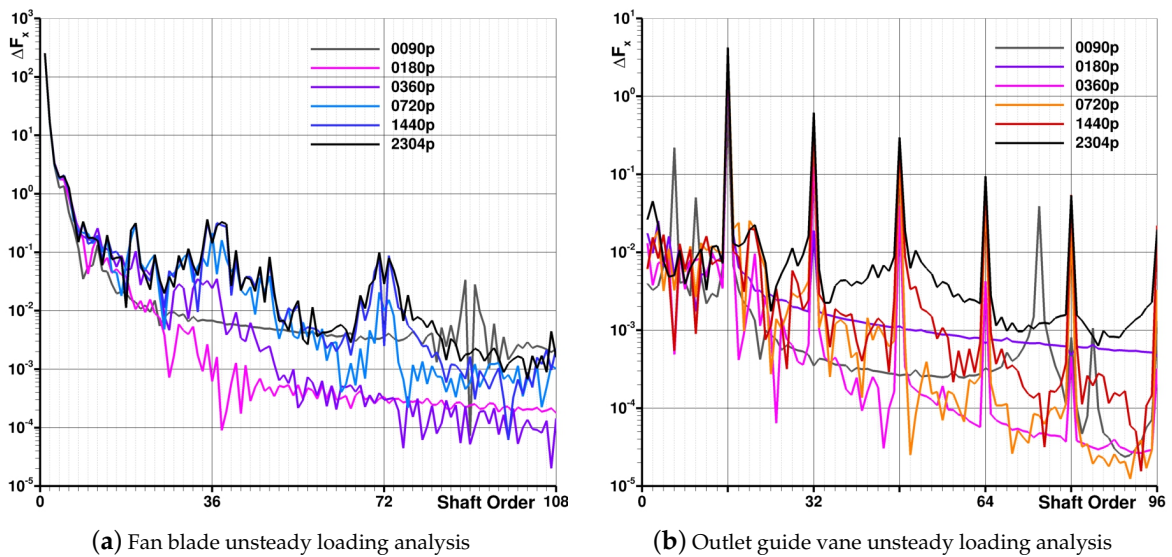 10³
ΔFₓ
10²
10¹
10⁰
10⁻¹
10⁻²
10⁻³
10⁻⁴
10⁻⁵
0090p
0180p
0360p
0720p
1440p
2304p
0 36 72 Shaft Order 108
(a) Fan blade unsteady loading analysis
10¹
ΔFₓ
10⁰
10⁻¹
10⁻²
10⁻³
10⁻⁴
10⁻⁵
0090p
0180p
0360p
0720p
1440p
2304p
0 32 64 Shaft Order 96
(b) Outlet guide vane unsteady loading analysis